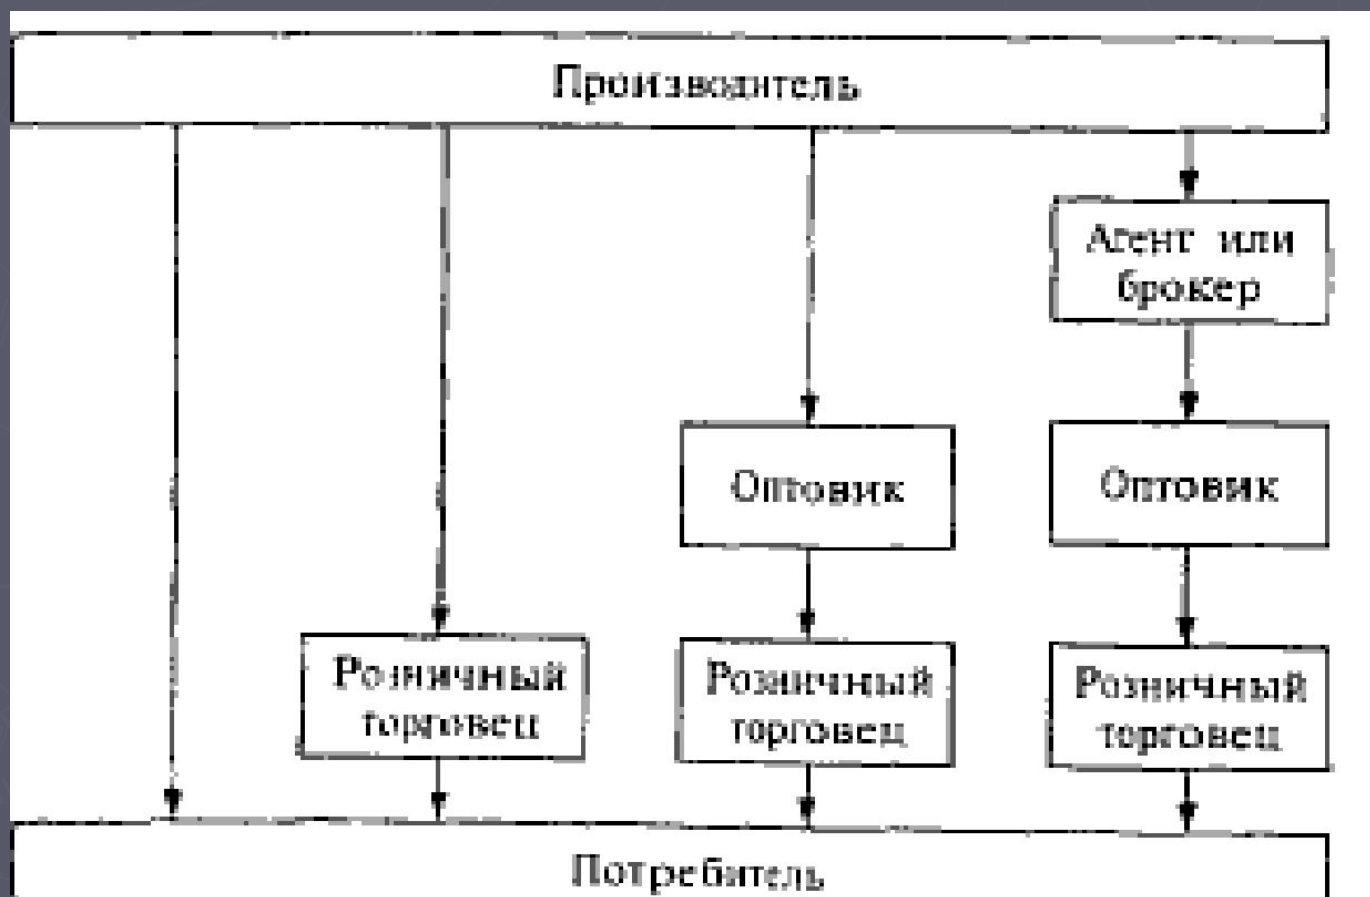 Производитель
Агент или
брокер
Оптовик
Оптовик
Розничный
торговец
Розничный
торговец
Розничный
торговец
Потребитель